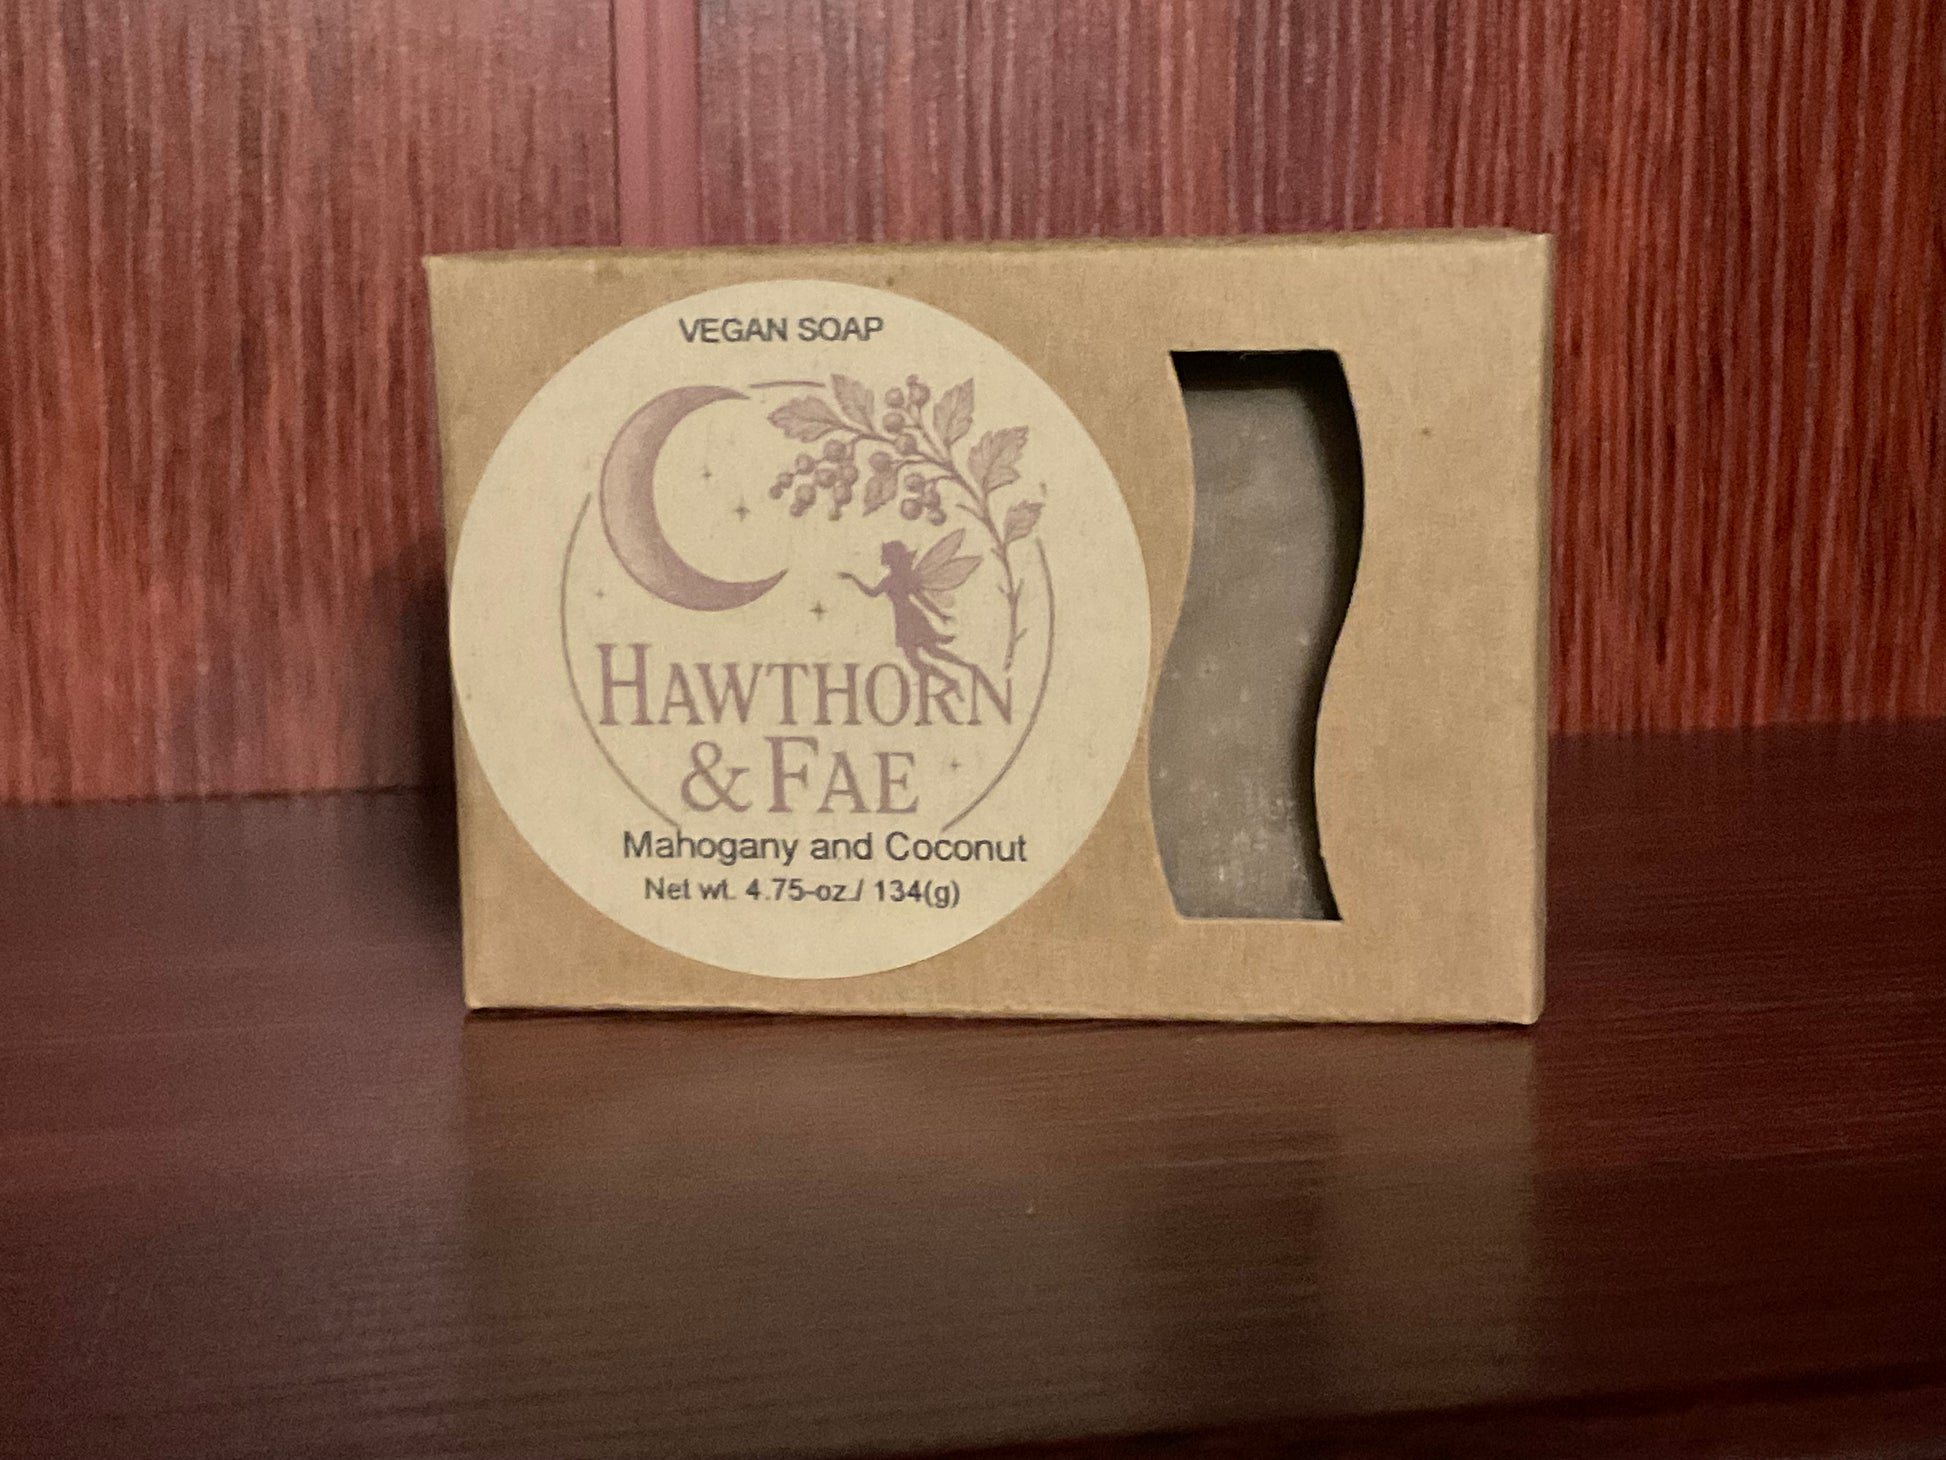 VEGAN SOAP
HAWTHORN
& FAE
Mahogany and Coconut
Net wt. 4.75-oz./ 134(g)